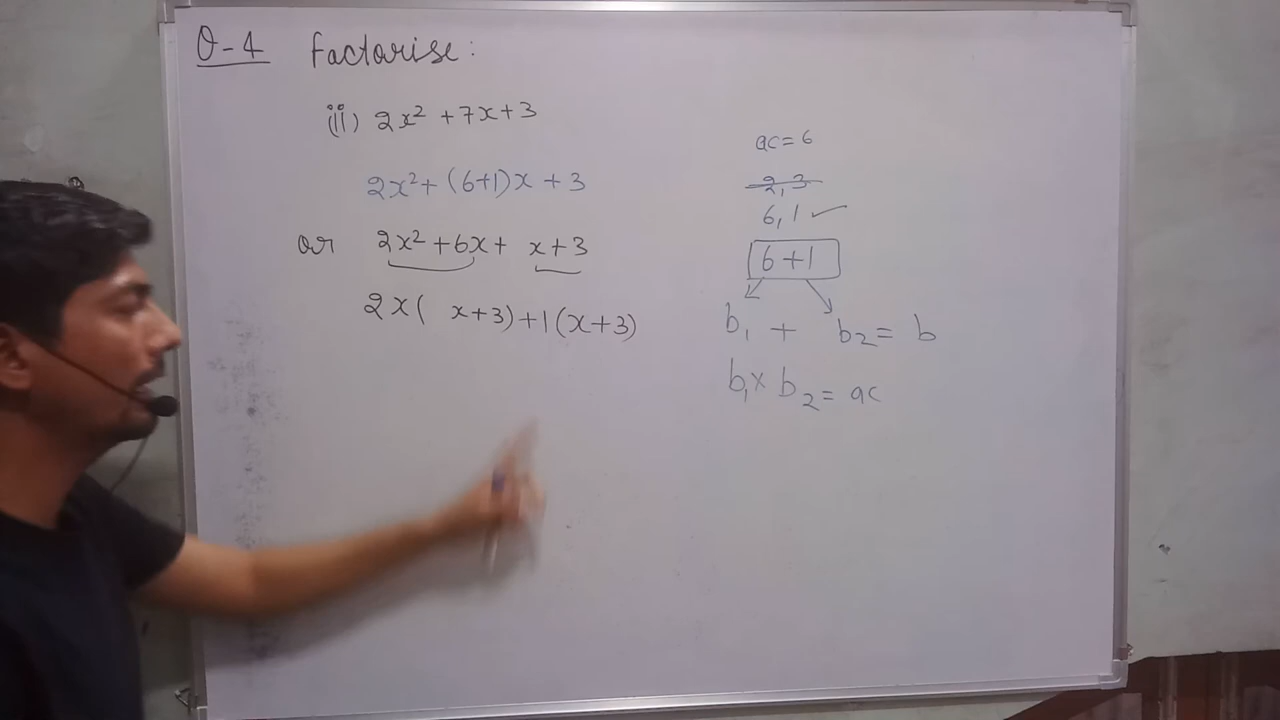 Q-4 Factorise:
(ii) 2x² + 7x + 3
2x² + (6+1)x + 3
or 2x² + 6x + x + 3
2x( x+3) + 1(x+3)
ac = 6
2, 3
6, 1 ✓
6 + 1
b₁ + b₂ = b
b₁ × b₂ = ac